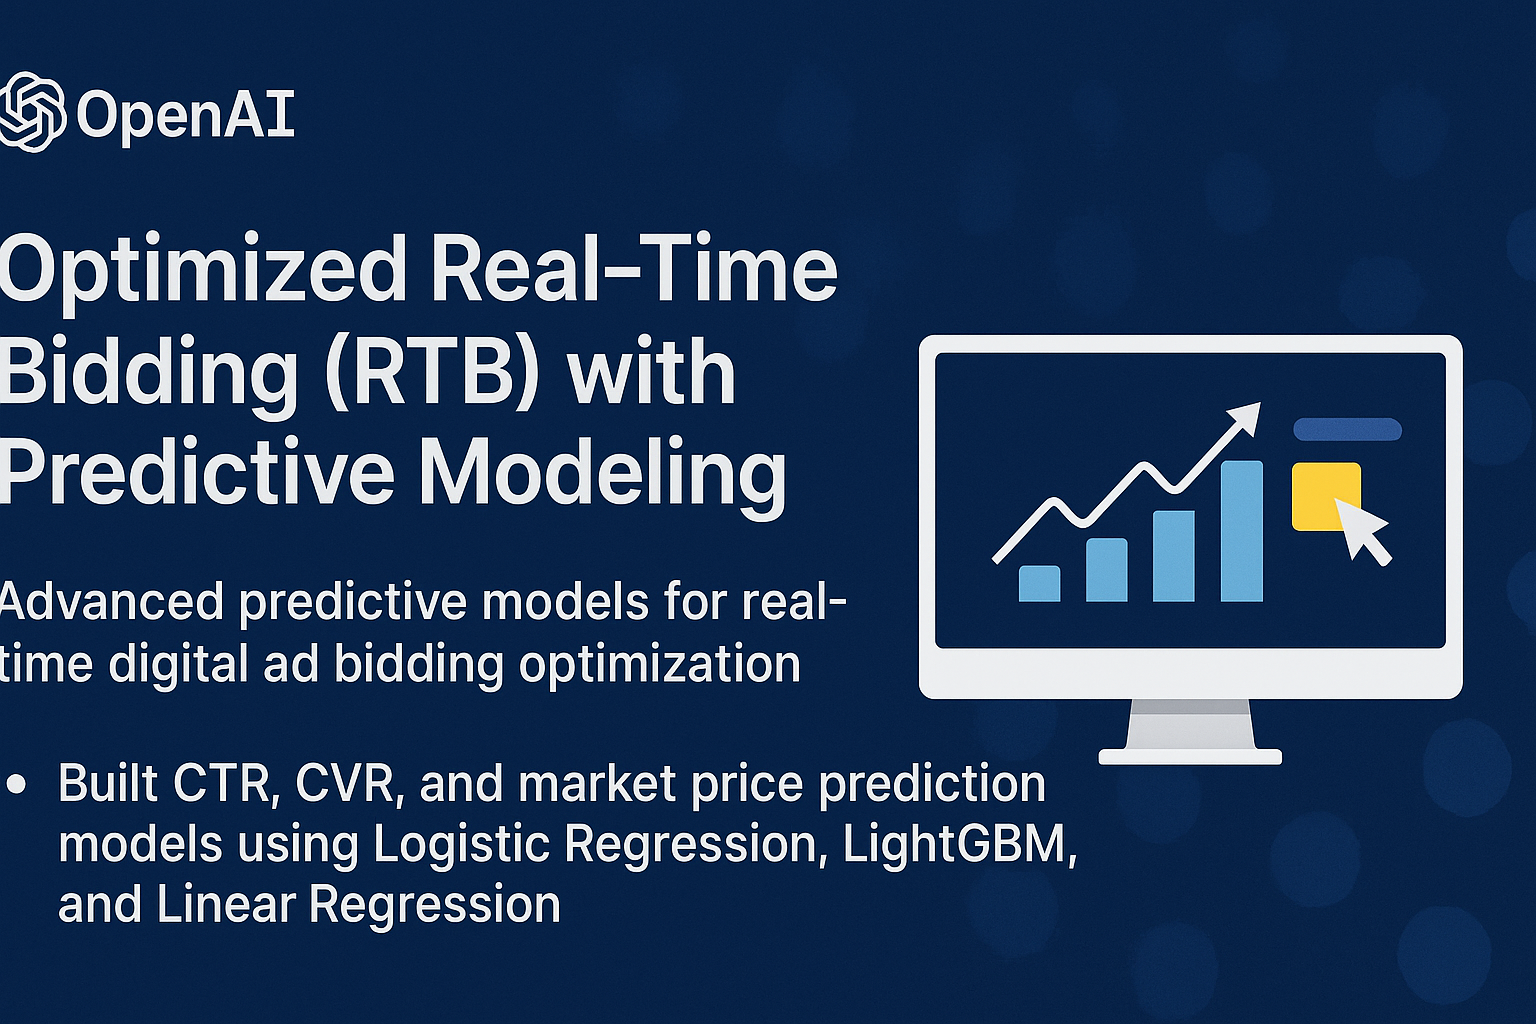 OpenAI
Optimized Real-Time
Bidding (RTB) with
Predictive Modeling
Advanced predictive models for real-
time digital ad bidding optimization
• Built CTR, CVR, and market price prediction
models using Logistic Regression, LightGBM,
and Linear Regression